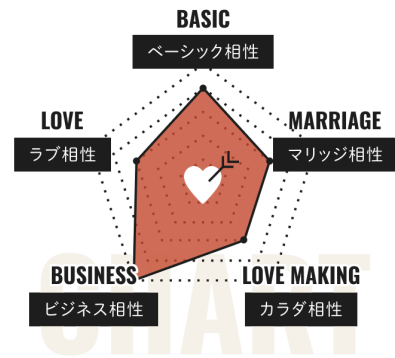 BASIC
ベーシック相性
LOVE
ラブ相性
MARRIAGE
マリッジ相性
BUSINESS
ビジネス相性
LOVE MAKING
カラダ相性
CHART